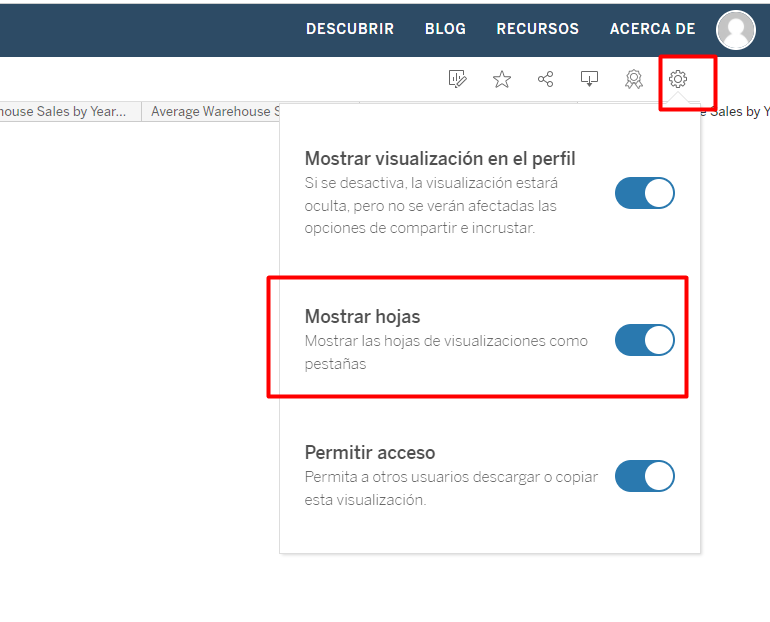 DESCUBRIR BLOG RECURSOS ACERCA DE
house Sales by Year... Average Warehouse S e Sales by Y
Mostrar visualización en el perfil
Si se desactiva, la visualización estará
oculta, pero no se verán afectadas las
opciones de compartir e incrustar.
Mostrar hojas
Mostrar las hojas de visualizaciones como
pestañas
Permitir acceso
Permita a otros usuarios descargar o copiar
esta visualización.